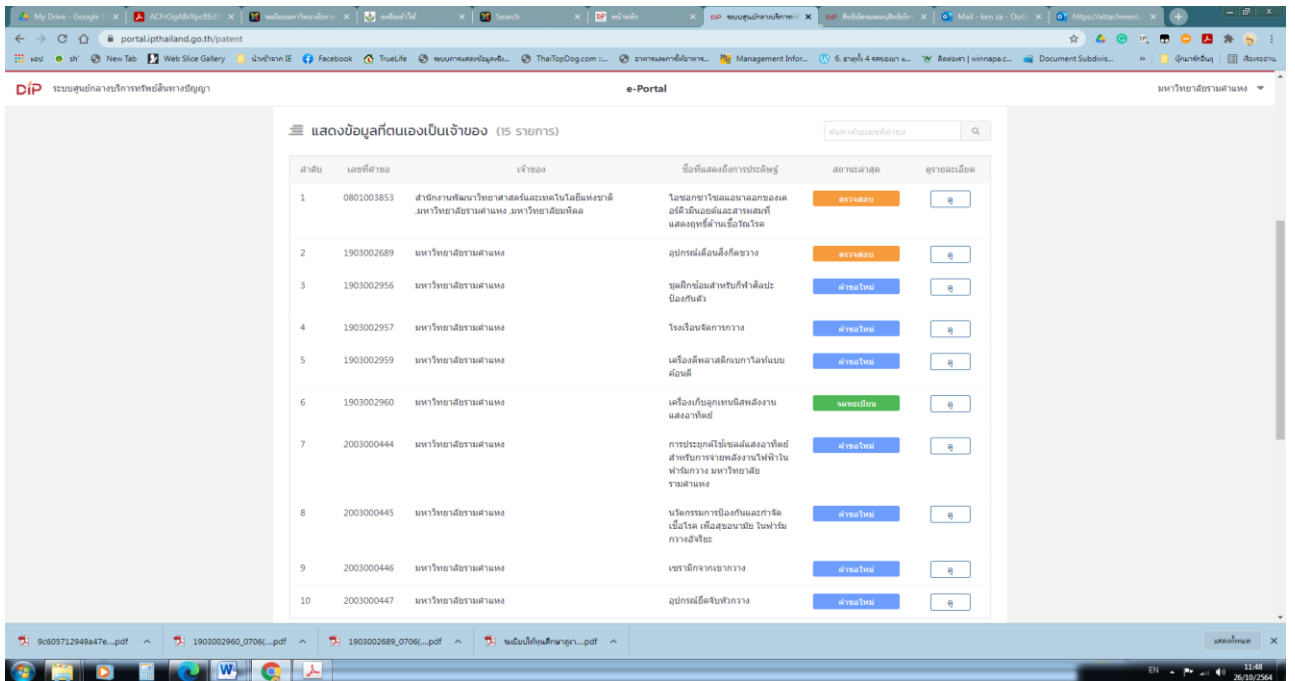 My Drive - Google
Search
หน้าหลัก
Mail - ken za - Outl
https://attachment.
portal.ipthailand.go.th/patent
แอป
sh'
New Tab
Web Slice Gallery
นำเข้าจาก IE
Facebook
TrueLife
ThaiTopDog.com ::...
Management Infor...
ติดต่อเรา | winnapa.c...
Document Subdivis...
DIP ระบบศูนย์กลางบริการทรัพย์สินทางปัญญา
e-Portal
มหาวิทยาลัยรามคำแหง
แสดงข้อมูลที่ตนเองเป็นเจ้าของ (15 รายการ)
ค้นหาด้วยเลขที่คำขอ
ลำดับ เลขที่คำขอ เจ้าของ ชื่อที่แสดงถึงการประดิษฐ์ สถานะล่าสุด ดูรายละเอียด
1 0801003853 สำนักงานพัฒนาวิทยาศาสตร์และเทคโนโลยีแห่งชาติ ไอซอกซาโซลแอนาลอกของเค ตรวจสอบ ดู
,มหาวิทยาลัยรามคำแหง ,มหาวิทยาลัยมหิดล อร์คิวมินอยด์และสารผสมที่
แสดงฤทธิ์ต้านเชื้อวัณโรค
2 1903002689 มหาวิทยาลัยรามคำแหง อุปกรณ์เตือนสิ่งกีดขวาง ตรวจสอบ ดู
3 1903002956 มหาวิทยาลัยรามคำแหง ชุดฝึกซ้อมสำหรับกีฬาศิลปะ คำขอใหม่ ดู
ป้องกันตัว
4 1903002957 มหาวิทยาลัยรามคำแหง โรงเรือนจัดการกวาง คำขอใหม่ ดู
5 1903002959 มหาวิทยาลัยรามคำแหง เครื่องตีพลาสติกเบกาไลท์แบบ คำขอใหม่ ดู
ค้อนตี
6 1903002960 มหาวิทยาลัยรามคำแหง เครื่องเก็บลูกเทนนิสพลังงาน จดทะเบียน ดู
แสงอาทิตย์
7 2003000444 มหาวิทยาลัยรามคำแหง การประยุกต์ใช้เซลล์แสงอาทิตย์ คำขอใหม่ ดู
สำหรับการจ่ายพลังงานไฟฟ้าใน
ฟาร์มกวาง มหาวิทยาลัย
รามคำแหง
8 2003000445 มหาวิทยาลัยรามคำแหง นวัตกรรมการป้องกันและกำจัด คำขอใหม่ ดู
เชื้อโรค เพื่อสุขอนามัย ในฟาร์ม
กวางอัจริยะ
9 2003000446 มหาวิทยาลัยรามคำแหง เซรามิกจากเขากวาง คำขอใหม่ ดู
10 2003000447 มหาวิทยาลัยรามคำแหง อุปกรณ์ยึดจับหัวกวาง คำขอใหม่ ดู
9c605712949a47e....pdf
1903002960_0706(....pdf
1903002689_0706(....pdf
แสดงทั้งหมด
EN
11:48
26/10/2564